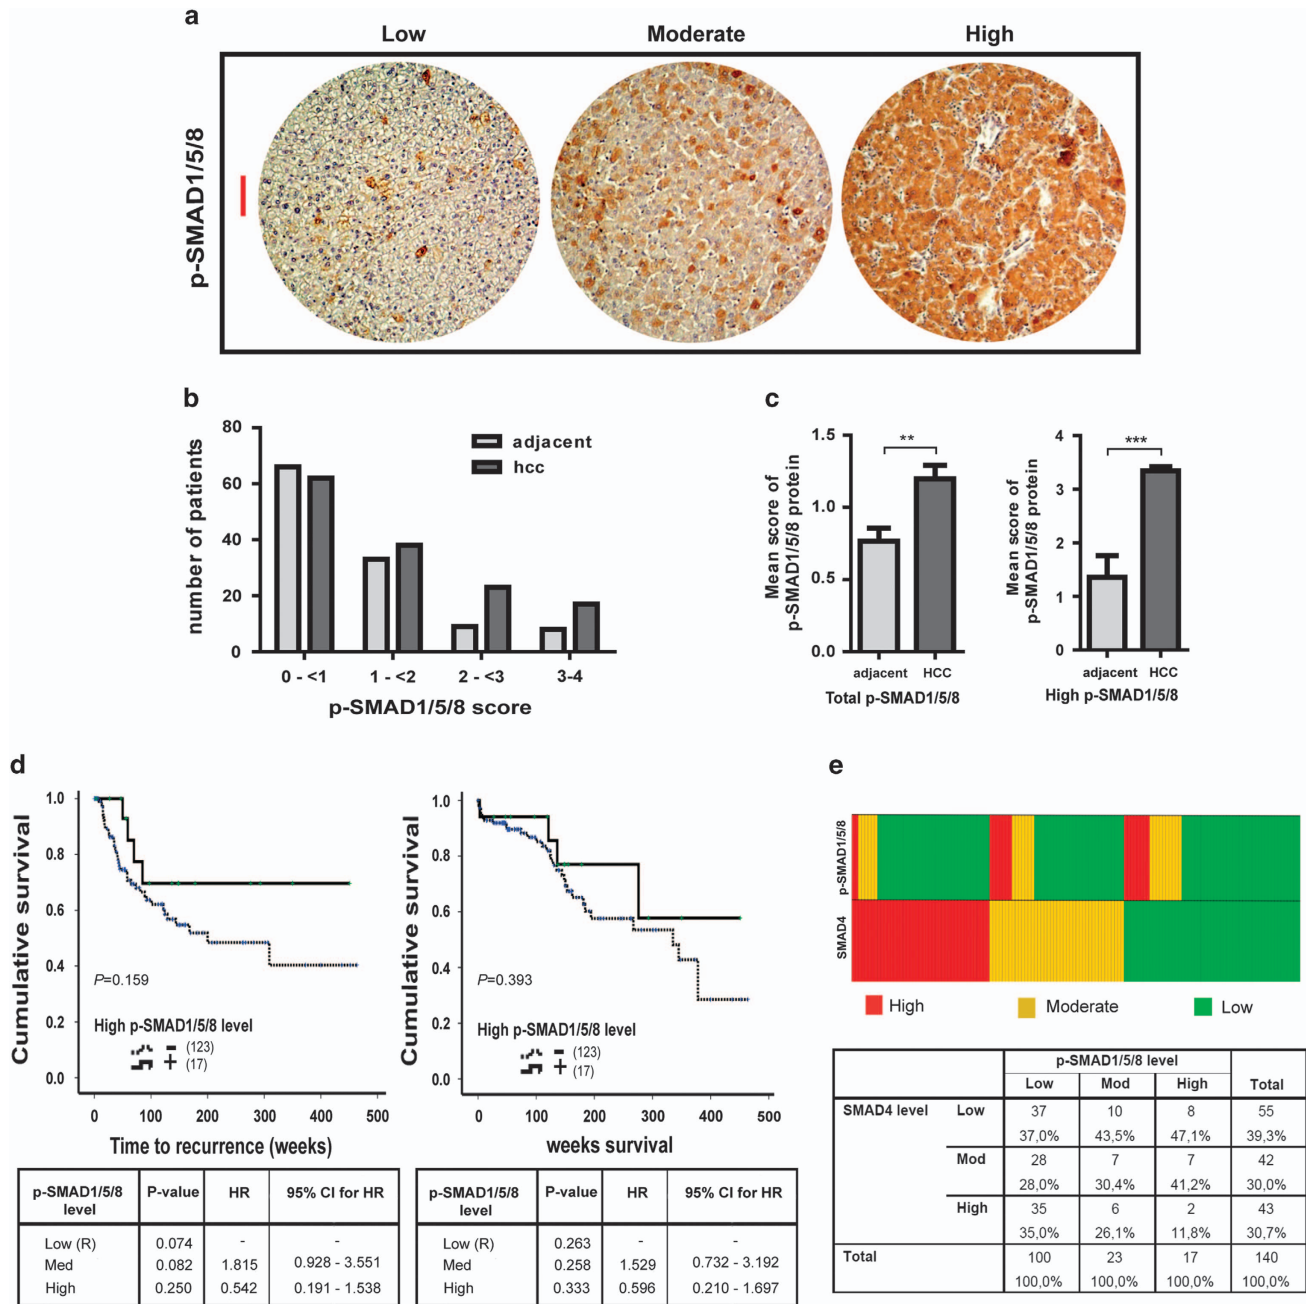 a
Low Moderate High
p-SMAD1/5/8
b
80
60
40
20
0
number of patients
adjacent
hcc
0 - <1 1 - <2 2 - <3 3-4
p-SMAD1/5/8 score
c
Mean score of
p-SMAD1/5/8 protein
1.5
1.0
0.5
0.0
**
adjacent HCC
Total p-SMAD1/5/8
Mean score of
p-SMAD1/5/8 protein
4
3
2
1
0
***
adjacent HCC
High p-SMAD1/5/8
d
Cumulative survival
1.0
0.8
0.6
0.4
0.2
0.0
P=0.159
High p-SMAD1/5/8 level
- (123)
+ (17)
0 100 200 300 400 500
Time to recurrence (weeks)
Cumulative survival
1.0
0.8
0.6
0.4
0.2
0.0
P=0.393
High p-SMAD1/5/8 level
- (123)
+ (17)
0 100 200 300 400 500
weeks survival
p-SMAD1/5/8 level P-value HR 95% CI for HR
Low (R) 0.074 - -
Med 0.082 1.815 0.928 - 3.551
High 0.250 0.542 0.191 - 1.538
p-SMAD1/5/8 level P-value HR 95% CI for HR
Low (R) 0.263 - -
Med 0.258 1.529 0.732 - 3.192
High 0.333 0.596 0.210 - 1.697
e
p-SMAD1/5/8
SMAD4
High Moderate Low
p-SMAD1/5/8 level
Low Mod High Total
SMAD4 level Low 37 10 8 55
37,0% 43,5% 47,1% 39,3%
Mod 28 7 7 42
28,0% 30,4% 41,2% 30,0%
High 35 6 2 43
35,0% 26,1% 11,8% 30,7%
Total 100 23 17 140
100,0% 100,0% 100,0% 100,0%